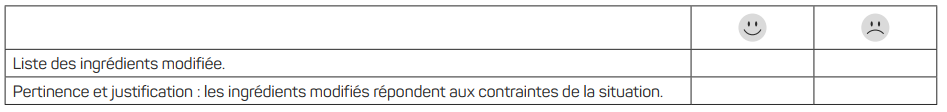 Liste des ingrédients modifiée.
Pertinence et justification : les ingrédients modifiés répondent aux contraintes de la situation.